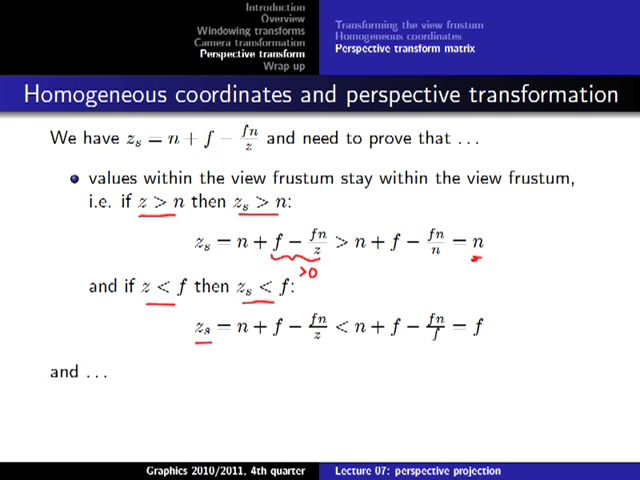 Introduction
Overview
Windowing transforms
Camera transformation
Perspective transform
Wrap-up
Transforming the view frustum
Homogeneous coordinates
Perspective transform matrix
Homogeneous coordinates and perspective transformation
We have z_s = n + f − fn/z and need to prove that . . .
• values within the view frustum stay within the view frustum,
i.e. if z > n then z_s > n:
z_s = n + f − fn/z > n + f − fn/n = n
>0
and if z < f then z_s < f:
z_s = n + f − fn/z < n + f − fn/f = f
and . . .
Graphics 2010/2011, 4th quarter
Lecture 07: perspective projection